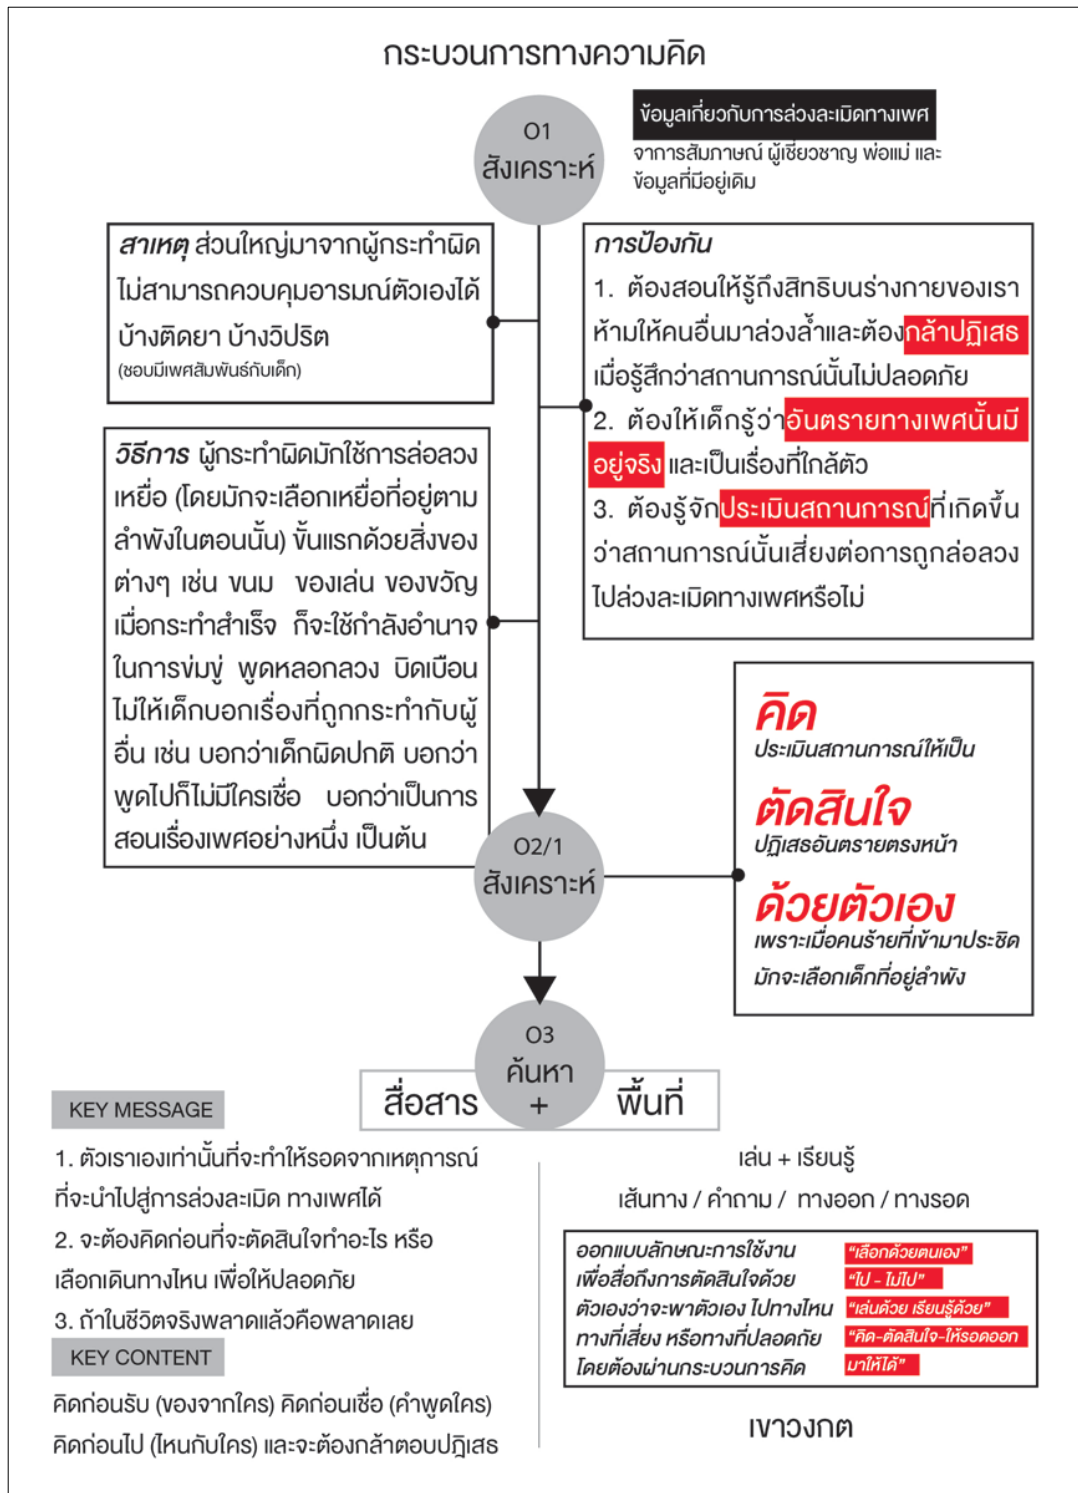 กระบวนการทางความคิด
01
สังเคราะห์
ข้อมูลเกี่ยวกับการล่วงละเมิดทางเพศ
จาการสัมภาษณ์ ผู้เชี่ยวชาญ พ่อแม่ และ
ข้อมูลที่มีอยู่เดิม
สาเหตุ ส่วนใหญ่มาจากผู้กระทำผิด
ไม่สามารถควบคุมอารมณ์ตัวเองได้
บ้างติดยา บ้างวิปริต
(ชอบมีเพศสัมพันธ์กับเด็ก)
การป้องกัน
1. ต้องสอนให้รู้ถึงสิทธิบนร่างกายของเรา
ห้ามให้คนอื่นมาล่วงล้ำและต้องกล้าปฏิเสธ
เมื่อรู้สึกว่าสถานการณ์นั้นไม่ปลอดภัย
2. ต้องให้เด็กรู้ว่าอันตรายทางเพศนั้นมี
อยู่จริง และเป็นเรื่องที่ใกล้ตัว
3. ต้องรู้จักประเมินสถานการณ์ที่เกิดขึ้น
ว่าสถานการณ์นั้นเสี่ยงต่อการถูกล่อลวง
ไปล่วงละเมิดทางเพศหรือไม่
วิธีการ ผู้กระทำผิดมักใช้การล่อลวง
เหยื่อ (โดยมักจะเลือกเหยื่อที่อยู่ตาม
ลำพังในตอนนั้น) ขั้นแรกด้วยสิ่งของ
ต่างๆ เช่น ขนม ของเล่น ของขวัญ
เมื่อกระทำสำเร็จ ก็จะใช้กำลังอำนาจ
ในการข่มขู่ พูดหลอกลวง บิดเบือน
ไม่ให้เด็กบอกเรื่องที่ถูกกระทำกับผู้
อื่น เช่น บอกว่าเด็กผิดปกติ บอกว่า
พูดไปก็ไม่มีใครเชื่อ บอกว่าเป็นการ
สอนเรื่องเพศอย่างหนึ่ง เป็นต้น
02/1
สังเคราะห์
คิด
ประเมินสถานการณ์ให้เป็น
ตัดสินใจ
ปฏิเสธอันตรายตรงหน้า
ด้วยตัวเอง
เพราะเมื่อคนร้ายที่เข้ามาประชิด
มักจะเลือกเด็กที่อยู่ลำพัง
03
ค้นหา
สื่อสาร + พื้นที่
KEY MESSAGE
1. ตัวเราเองเท่านั้นที่จะทำให้รอดจากเหตุการณ์
ที่จะนำไปสู่การล่วงละเมิด ทางเพศได้
2. จะต้องคิดก่อนที่จะตัดสินใจทำอะไร หรือ
เลือกเดินทางไหน เพื่อให้ปลอดภัย
3. ถ้าในชีวิตจริงพลาดแล้วคือพลาดเลย
KEY CONTENT
คิดก่อนรับ (ของจากใคร) คิดก่อนเชื่อ (คำพูดใคร)
คิดก่อนไป (ไหนกับใคร) และจะต้องกล้าตอบปฏิเสธ
เล่น + เรียนรู้
เส้นทาง / คำถาม / ทางออก / ทางรอด
ออกแบบลักษณะการใช้งาน
เพื่อสื่อถึงการตัดสินใจด้วย
ตัวเองว่าจะพาตัวเอง ไปทางไหน
ทางที่เสี่ยง หรือทางที่ปลอดภัย
โดยต้องผ่านกระบวนการคิด
“เลือกด้วยตนเอง”
“ไป - ไม่ไป”
“เล่นด้วย เรียนรู้ด้วย”
“คิด-ตัดสินใจ-ให้รอดออก
มาให้ได้”
เขาวงกต